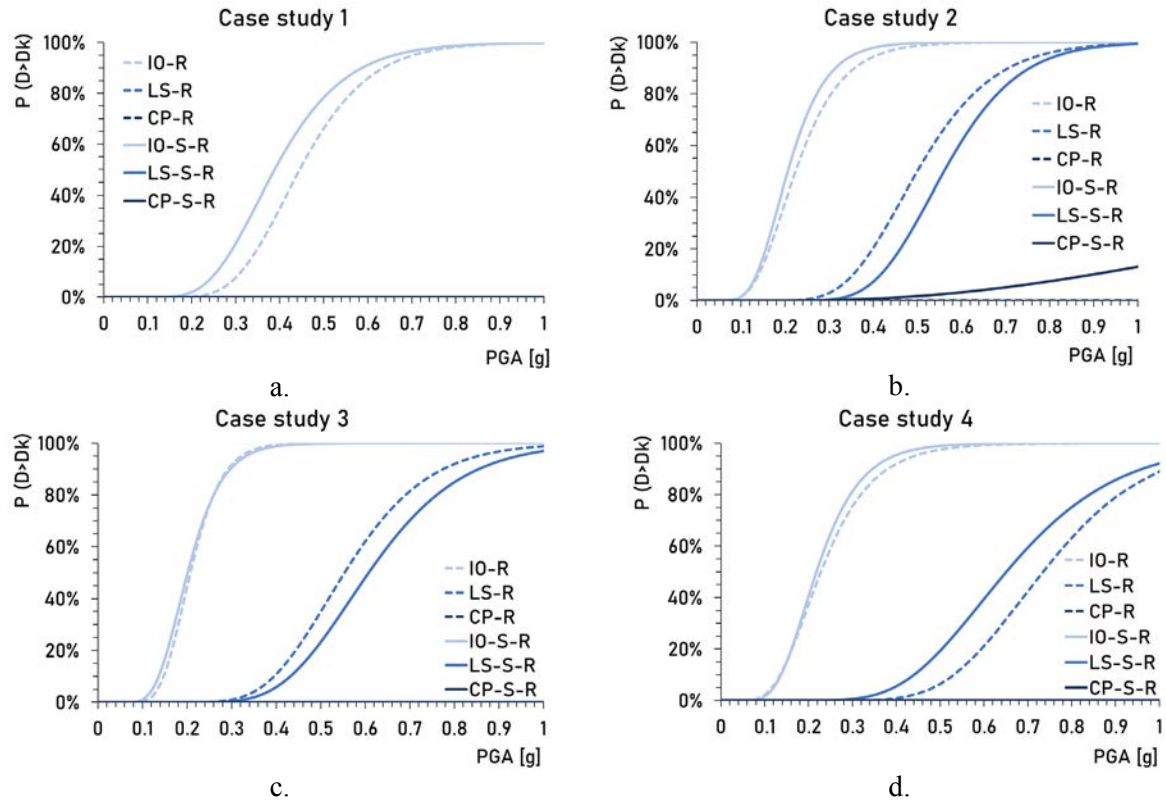 Case study 1
P (D>Dk)
100%
80%
60%
40%
20%
0%
IO-R
LS-R
CP-R
IO-S-R
LS-S-R
CP-S-R
0 0.1 0.2 0.3 0.4 0.5 0.6 0.7 0.8 0.9 1
PGA [g]
a.
Case study 2
P (D>Dk)
100%
80%
60%
40%
20%
0%
IO-R
LS-R
CP-R
IO-S-R
LS-S-R
CP-S-R
0 0.1 0.2 0.3 0.4 0.5 0.6 0.7 0.8 0.9 1
PGA [g]
b.
Case study 3
P (D>Dk)
100%
80%
60%
40%
20%
0%
IO-R
LS-R
CP-R
IO-S-R
LS-S-R
CP-S-R
0 0.1 0.2 0.3 0.4 0.5 0.6 0.7 0.8 0.9 1
PGA [g]
c.
Case study 4
P (D>Dk)
100%
80%
60%
40%
20%
0%
IO-R
LS-R
CP-R
IO-S-R
LS-S-R
CP-S-R
0 0.1 0.2 0.3 0.4 0.5 0.6 0.7 0.8 0.9 1
PGA [g]
d.